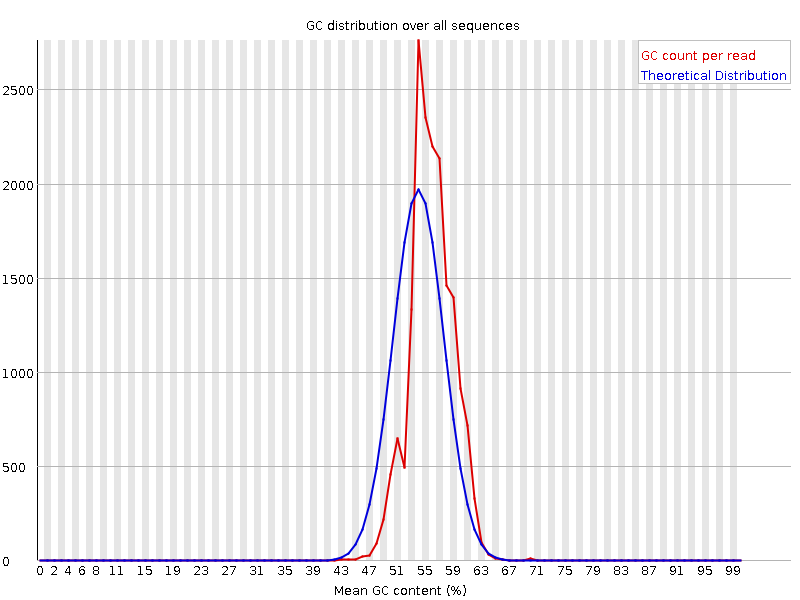 GC distribution over all sequences
GC count per read
Theoretical Distribution
2500
2000
1500
1000
500
0
0 2 4 6 8 11 15 19 23 27 31 35 39 43 47 51 55 59 63 67 71 75 79 83 87 91 95 99
Mean GC content (%)